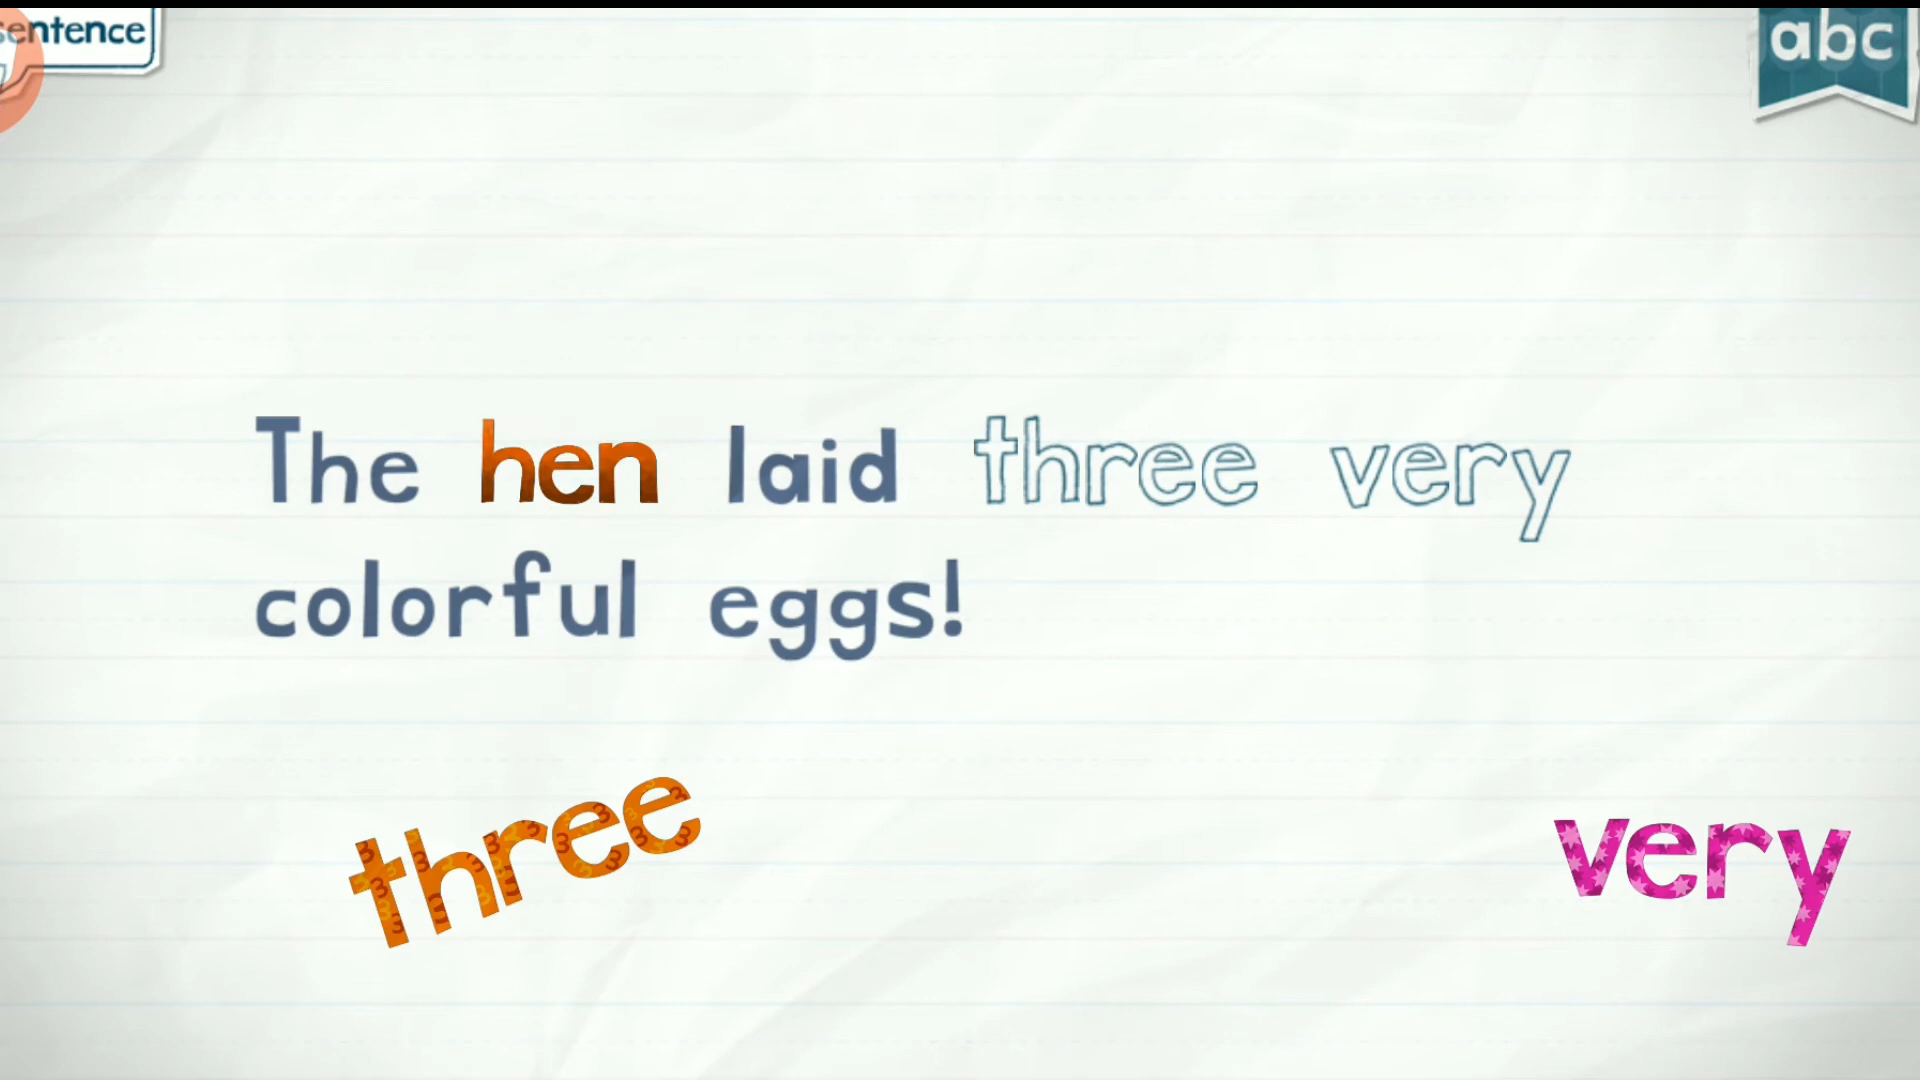 sentence
abc
The hen laid three very
colorful eggs!
three
very